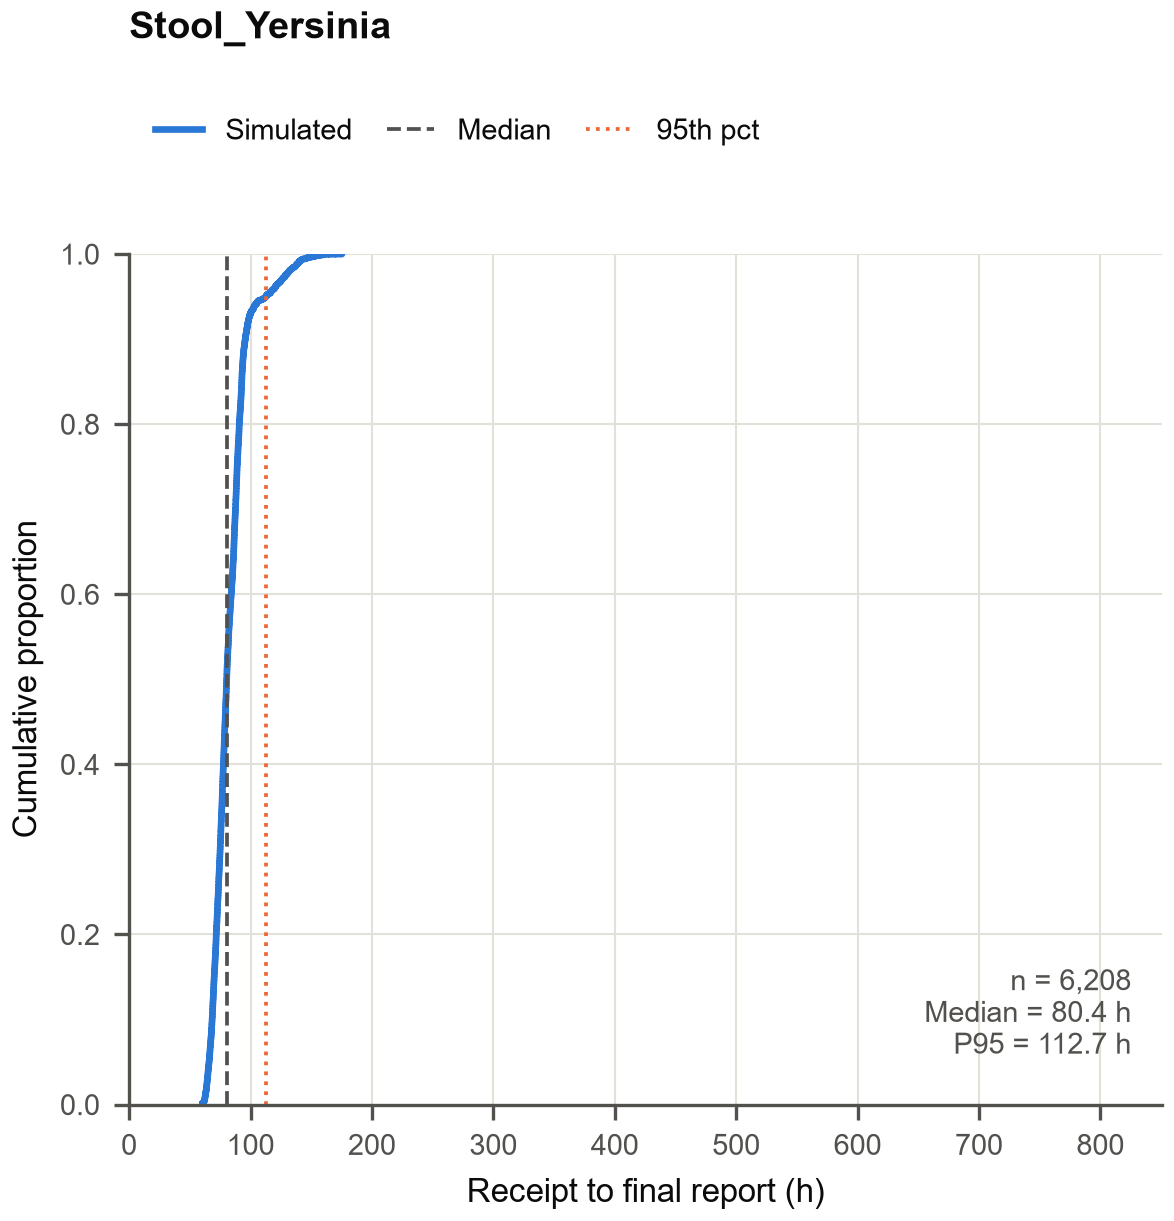 Stool_Yersinia
Simulated Median 95th pct
1.0
0.8
0.6
0.4
0.2
0.0
Cumulative proportion
n = 6,208
Median = 80.4 h
P95 = 112.7 h
0 100 200 300 400 500 600 700 800
Receipt to final report (h)